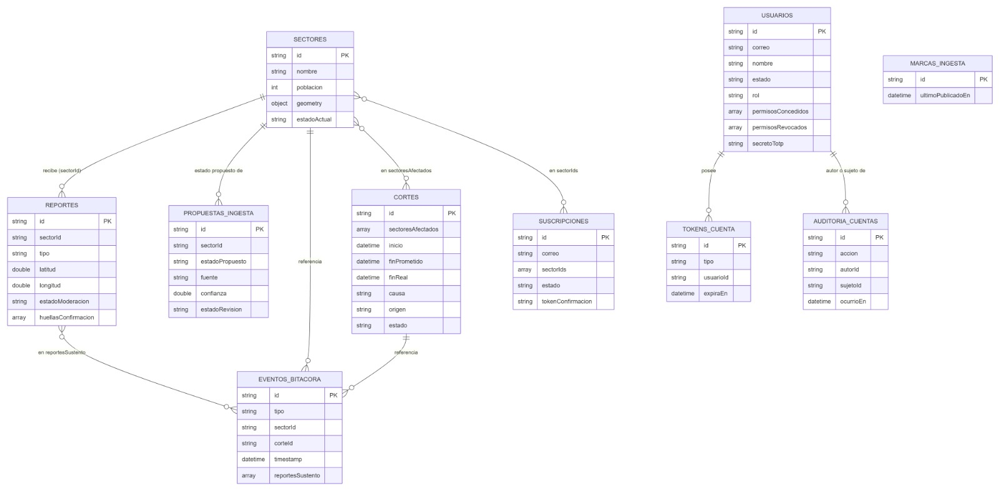 USUARIOS
string id PK
string correo
string nombre
string estado
string rol
array permisosConcedidos
array permisosRevocados
string secretoTotp
SECTORES
string id PK
string nombre
int poblacion
object geometry
string estadoActual
MARCAS_INGESTA
string id PK
datetime ultimoPublicadoEn
recibe (sectorId)
estado propuesto de
en sectoresAfectados
en sectorIds
posee
autor o sujeto de
REPORTES
string id PK
string sectorId
string tipo
double latitud
double longitud
string estadoModeracion
array huellasConfirmacion
PROPUESTAS_INGESTA
string id PK
string sectorId
string estadoPropuesto
string fuente
double confianza
string estadoRevision
referencia
CORTES
string id PK
array sectoresAfectados
datetime inicio
datetime finPrometido
datetime finReal
string causa
string origen
string estado
SUSCRIPCIONES
string id PK
string correo
array sectorIds
string estado
string tokenConfirmacion
TOKENS_CUENTA
string id PK
string tipo
string usuarioId
datetime expiraEn
AUDITORIA_CUENTAS
string id PK
string accion
string autorId
string sujetoId
datetime ocurrioEn
en reportesSustento
referencia
EVENTOS_BITACORA
string id PK
string tipo
string sectorId
string corteId
datetime timestamp
array reportesSustento